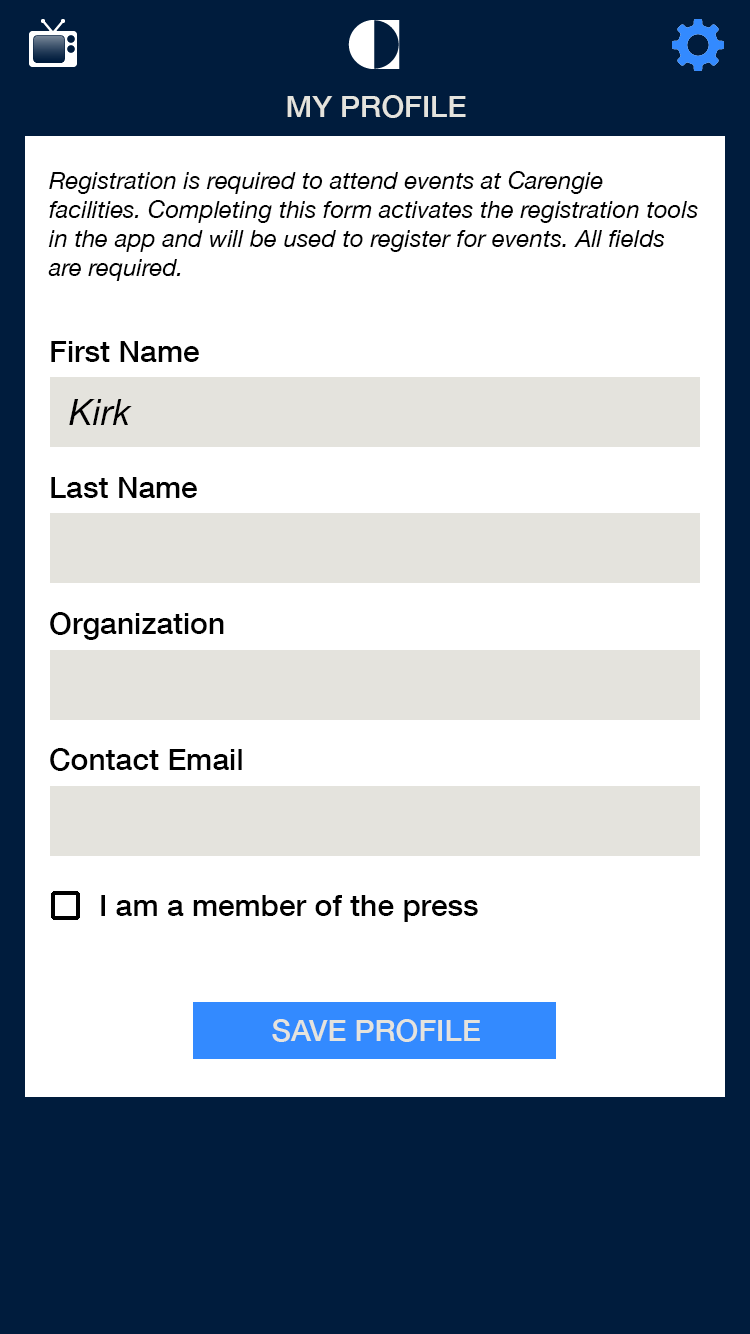 MY PROFILE
Registration is required to attend events at Carengie
facilities. Completing this form activates the registration tools
in the app and will be used to register for events. All fields
are required.
First Name
Kirk
Last Name
Organization
Contact Email
I am a member of the press
SAVE PROFILE